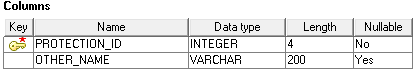 Columns
Key Name Data type Length Nullable
PROTECTION_ID INTEGER 4 No
OTHER_NAME VARCHAR 200 Yes